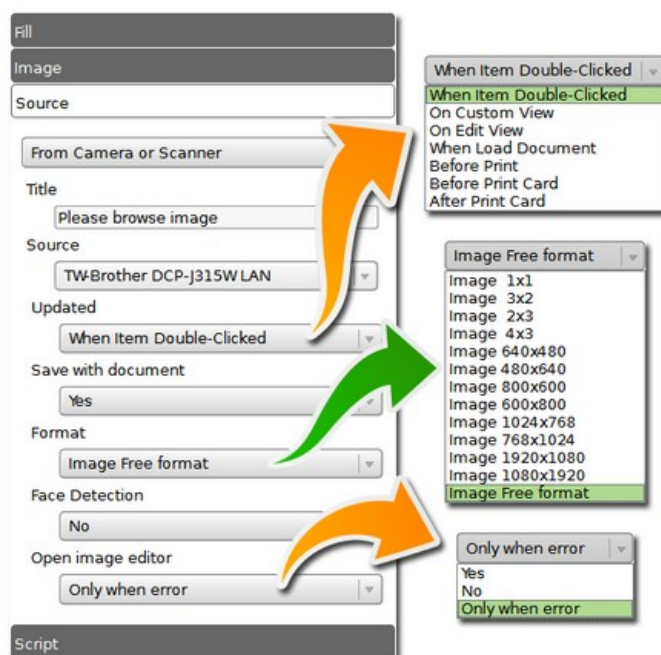 Fill
Image
Source
From Camera or Scanner
Title
Please browse image
Source
TW-Brother DCP-J315W LAN
Updated
When Item Double-Clicked
Save with document
Yes
Format
Image Free format
Face Detection
No
Open image editor
Only when error
Script
When Item Double-Clicked
When Item Double-Clicked
On Custom View
On Edit View
When Load Document
Before Print
Before Print Card
After Print Card
Image Free format
Image 1x1
Image 3x2
Image 2x3
Image 4x3
Image 640x480
Image 480x640
Image 800x600
Image 600x800
Image 1024x768
Image 768x1024
Image 1920x1080
Image 1080x1920
Image Free format
Only when error
Yes
No
Only when error